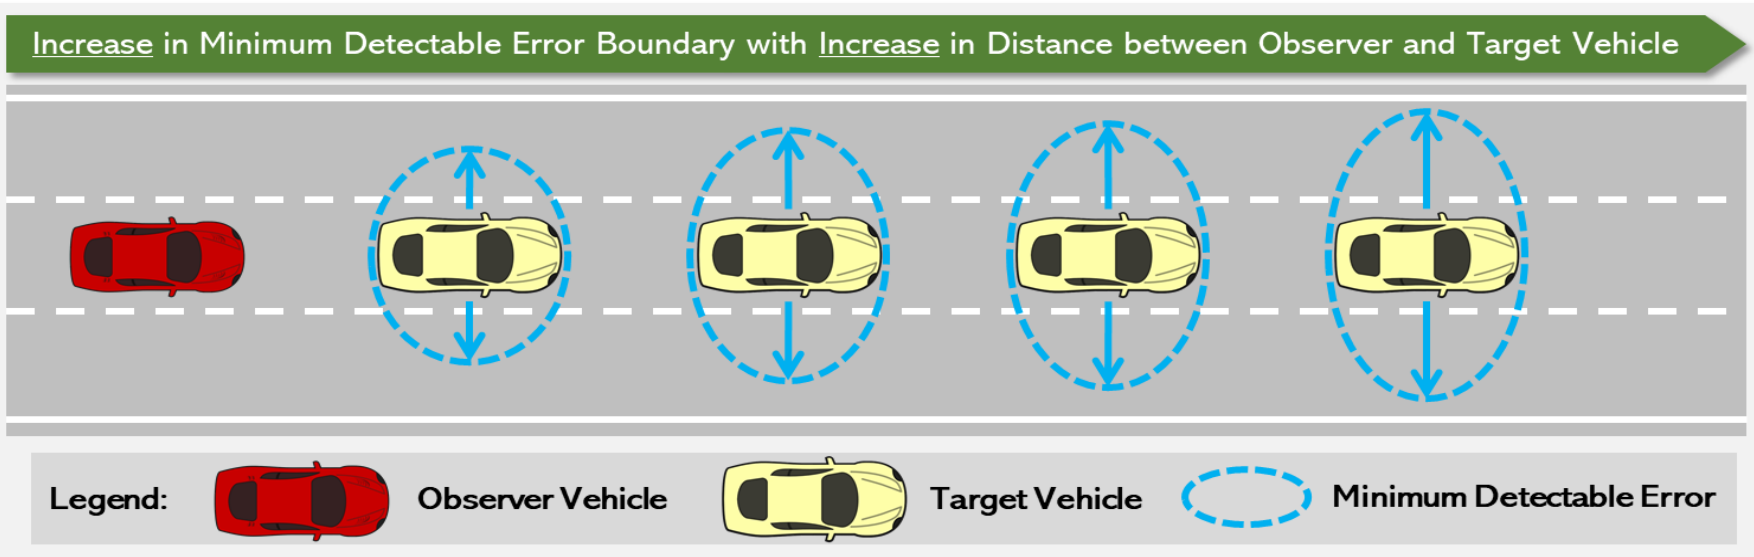 Increase in Minimum Detectable Error Boundary with Increase in Distance between Observer and Target Vehicle
Legend: Observer Vehicle Target Vehicle Minimum Detectable Error